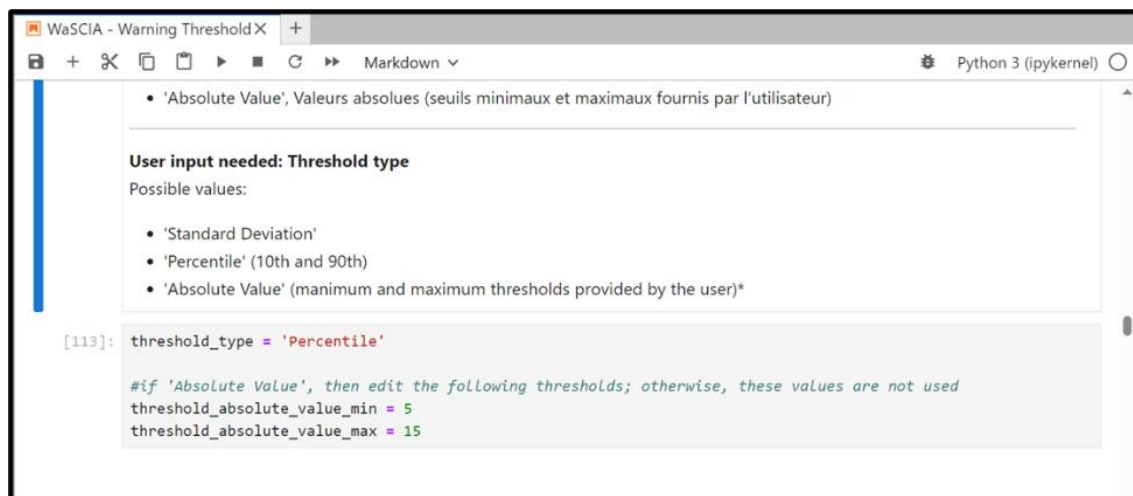 WaSCIA - Warning Threshold
Markdown
Python 3 (ipykernel)
• 'Absolute Value', Valeurs absolues (seuils minimaux et maximaux fournis par l'utilisateur)
User input needed: Threshold type
Possible values:
• 'Standard Deviation'
• 'Percentile' (10th and 90th)
• 'Absolute Value' (manimum and maximum thresholds provided by the user)*
[113]: threshold_type = 'Percentile'
#if 'Absolute Value', then edit the following thresholds; otherwise, these values are not used
threshold_absolute_value_min = 5
threshold_absolute_value_max = 15